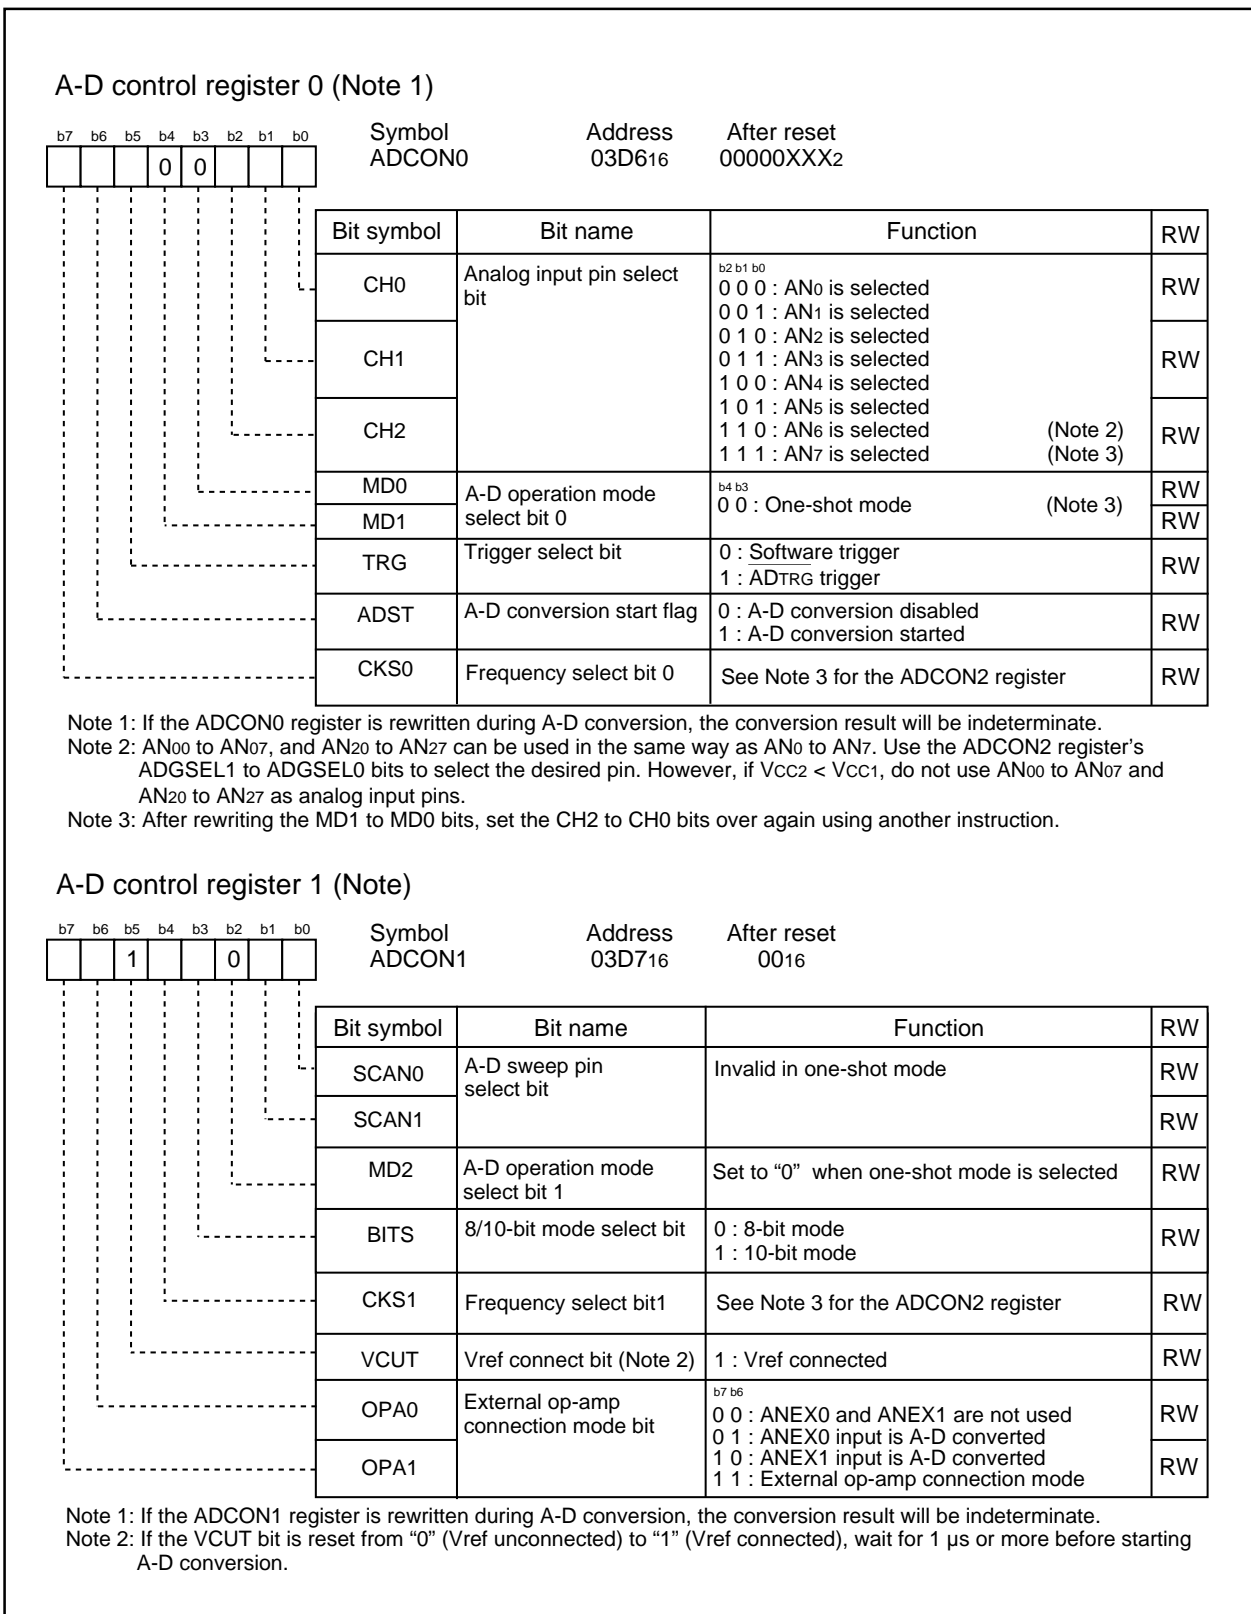 A-D control register 0 (Note 1)
b7 b6 b5 b4 b3 b2 b1 b0
0 0
Symbol Address After reset
ADCON0 03D616 00000XXX2
Bit symbol Bit name Function RW
CH0 Analog input pin select bit RW
b2 b1 b0
0 0 0 : AN0 is selected
0 0 1 : AN1 is selected
0 1 0 : AN2 is selected
CH1 0 1 1 : AN3 is selected RW
1 0 0 : AN4 is selected
1 0 1 : AN5 is selected
CH2 1 1 0 : AN6 is selected (Note 2) RW
1 1 1 : AN7 is selected (Note 3)
MD0 A-D operation mode select bit 0 RW
b4 b3
0 0 : One-shot mode (Note 3)
MD1 RW
TRG Trigger select bit 0 : Software trigger RW
1 : ADTRG trigger
ADST A-D conversion start flag 0 : A-D conversion disabled RW
1 : A-D conversion started
CKS0 Frequency select bit 0 See Note 3 for the ADCON2 register RW
Note 1: If the ADCON0 register is rewritten during A-D conversion, the conversion result will be indeterminate.
Note 2: AN00 to AN07, and AN20 to AN27 can be used in the same way as AN0 to AN7. Use the ADCON2 register's
ADGSEL1 to ADGSEL0 bits to select the desired pin. However, if VCC2 < VCC1, do not use AN00 to AN07 and
AN20 to AN27 as analog input pins.
Note 3: After rewriting the MD1 to MD0 bits, set the CH2 to CH0 bits over again using another instruction.
A-D control register 1 (Note)
b7 b6 b5 b4 b3 b2 b1 b0
1 0
Symbol Address After reset
ADCON1 03D716 0016
Bit symbol Bit name Function RW
SCAN0 A-D sweep pin select bit Invalid in one-shot mode RW
SCAN1 RW
MD2 A-D operation mode select bit 1 Set to “0” when one-shot mode is selected RW
BITS 8/10-bit mode select bit 0 : 8-bit mode RW
1 : 10-bit mode
CKS1 Frequency select bit1 See Note 3 for the ADCON2 register RW
VCUT Vref connect bit (Note 2) 1 : Vref connected RW
OPA0 External op-amp connection mode bit RW
b7 b6
0 0 : ANEX0 and ANEX1 are not used
0 1 : ANEX0 input is A-D converted
1 0 : ANEX1 input is A-D converted
OPA1 1 1 : External op-amp connection mode RW
Note 1: If the ADCON1 register is rewritten during A-D conversion, the conversion result will be indeterminate.
Note 2: If the VCUT bit is reset from “0” (Vref unconnected) to “1” (Vref connected), wait for 1 µs or more before starting
A-D conversion.